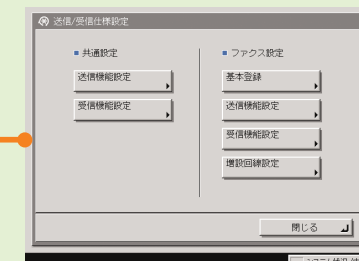 送信/受信仕様設定
■ 共通設定
送信機能設定
受信機能設定
■ ファクス設定
基本登録
送信機能設定
受信機能設定
増設回線設定
閉じる